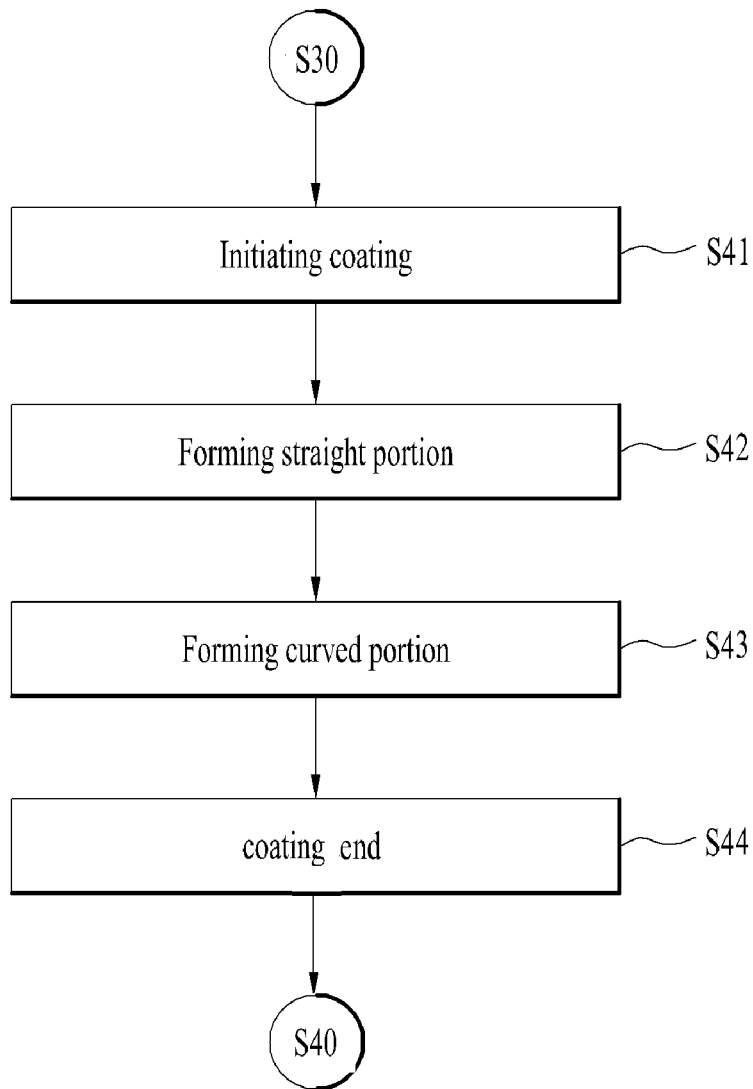 S30
Initiating coating
S41
Forming straight portion
S42
Forming curved portion
S43
coating end
S44
S40